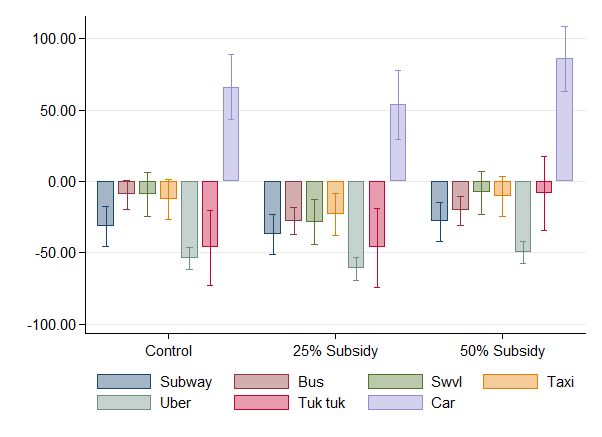 100.00
50.00
0.00
-50.00
-100.00
Control 25% Subsidy 50% Subsidy
Subway Bus Swvl Taxi
Uber Tuk tuk Car